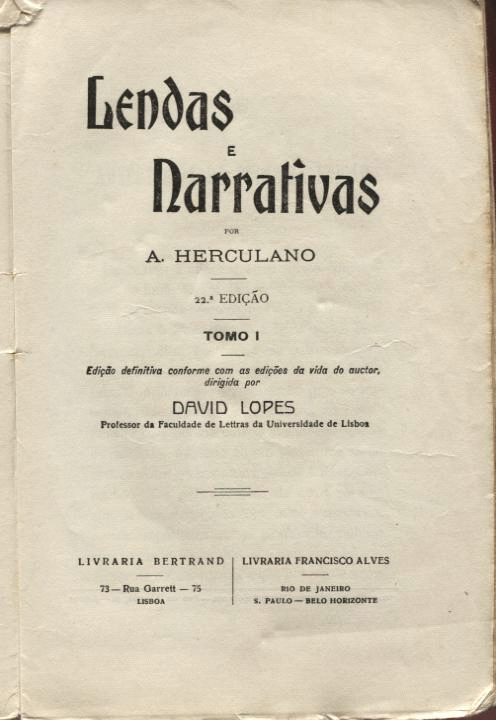 Lendas
E
Narrativas
POR
A. HERCULANO
22.ª EDIÇÃO
TOMO I
Edição definitiva conforme com as edições da vida do auctor,
dirigida por
DAVID LOPES
Professor da Faculdade de Lettras da Universidade de Lisboa
LIVRARIA BERTRAND
73 — Rua Garrett — 75
LISBOA
LIVRARIA FRANCISCO ALVES
RIO DE JANEIRO
S. PAULO — BELO HORIZONTE